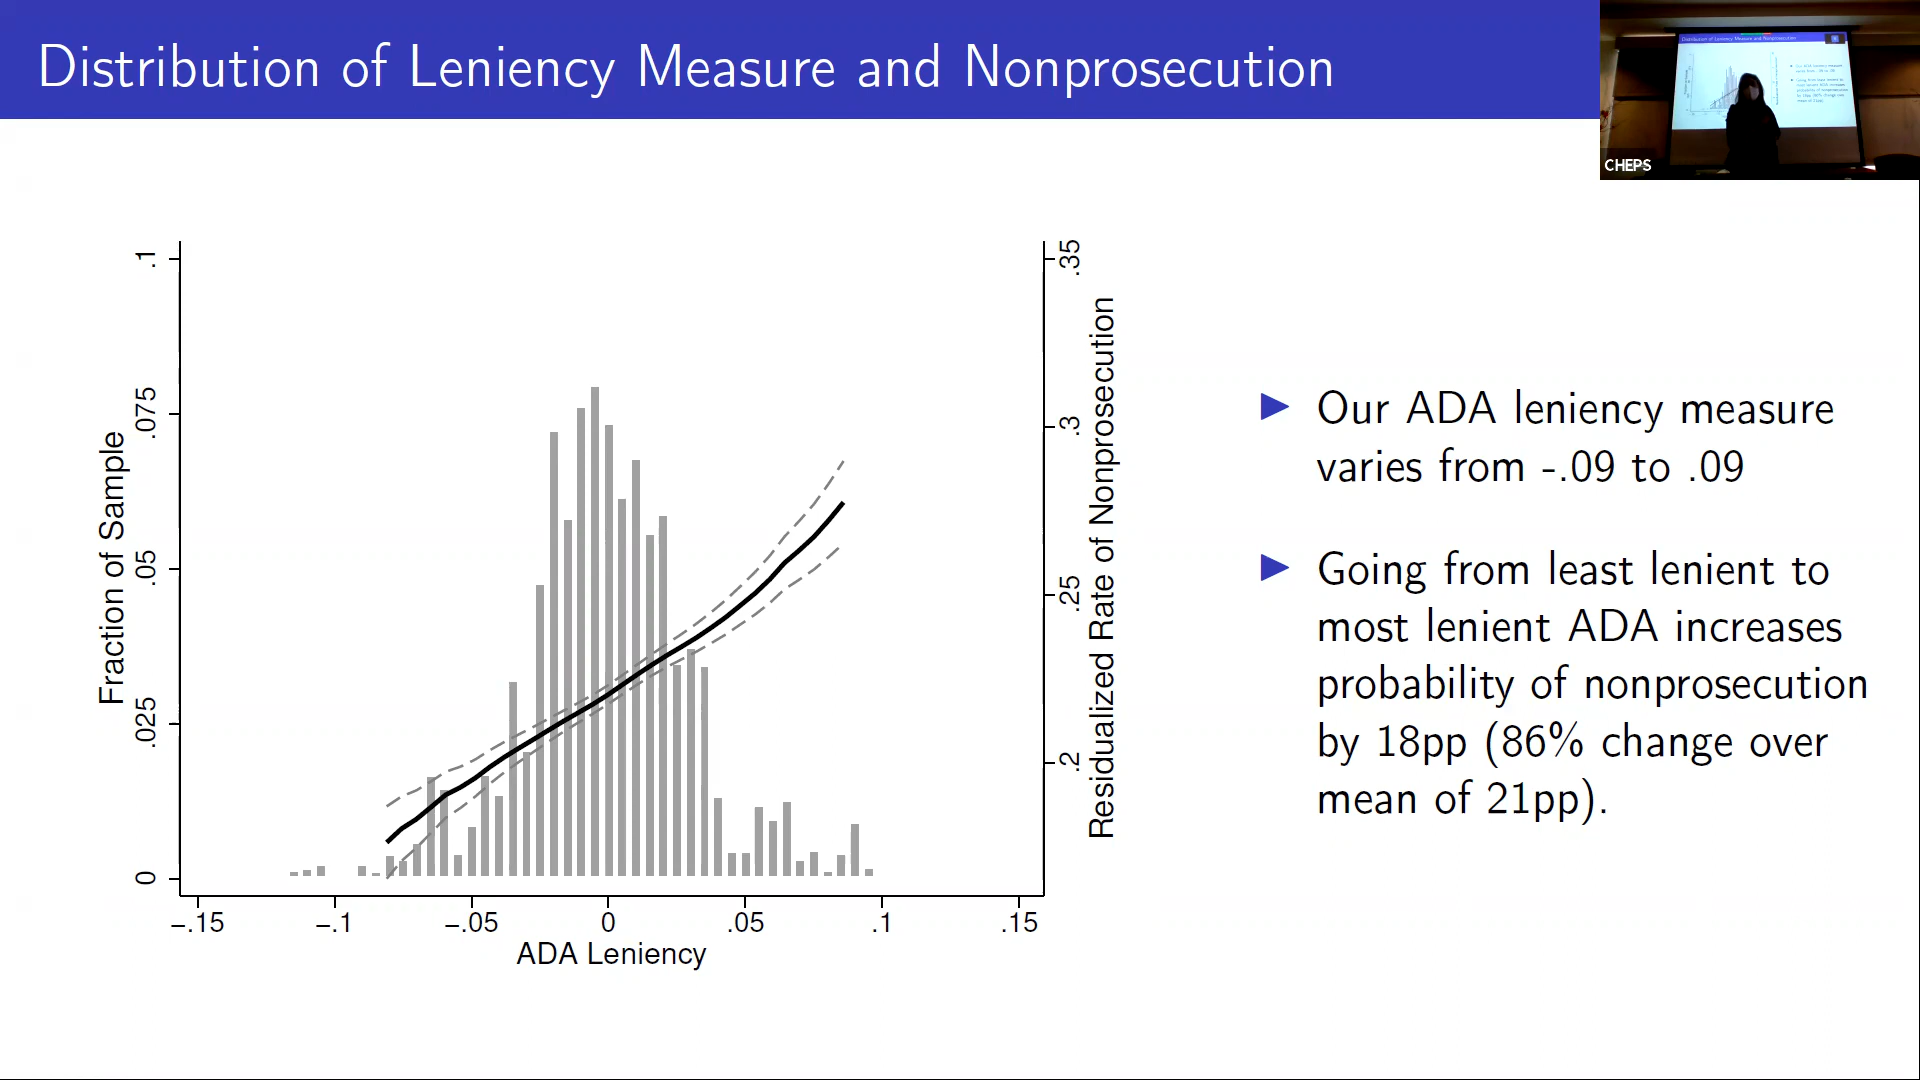 Distribution of Leniency Measure and Nonprosecution
CHEPS
.1
.075
.05
.025
0
Fraction of Sample
.35
.3
.25
.2
Residualized Rate of Nonprosecution
−.15
−.1
−.05
0
.05
.1
.15
ADA Leniency
Our ADA leniency measure
varies from -.09 to .09
Going from least lenient to
most lenient ADA increases
probability of nonprosecution
by 18pp (86% change over
mean of 21pp).